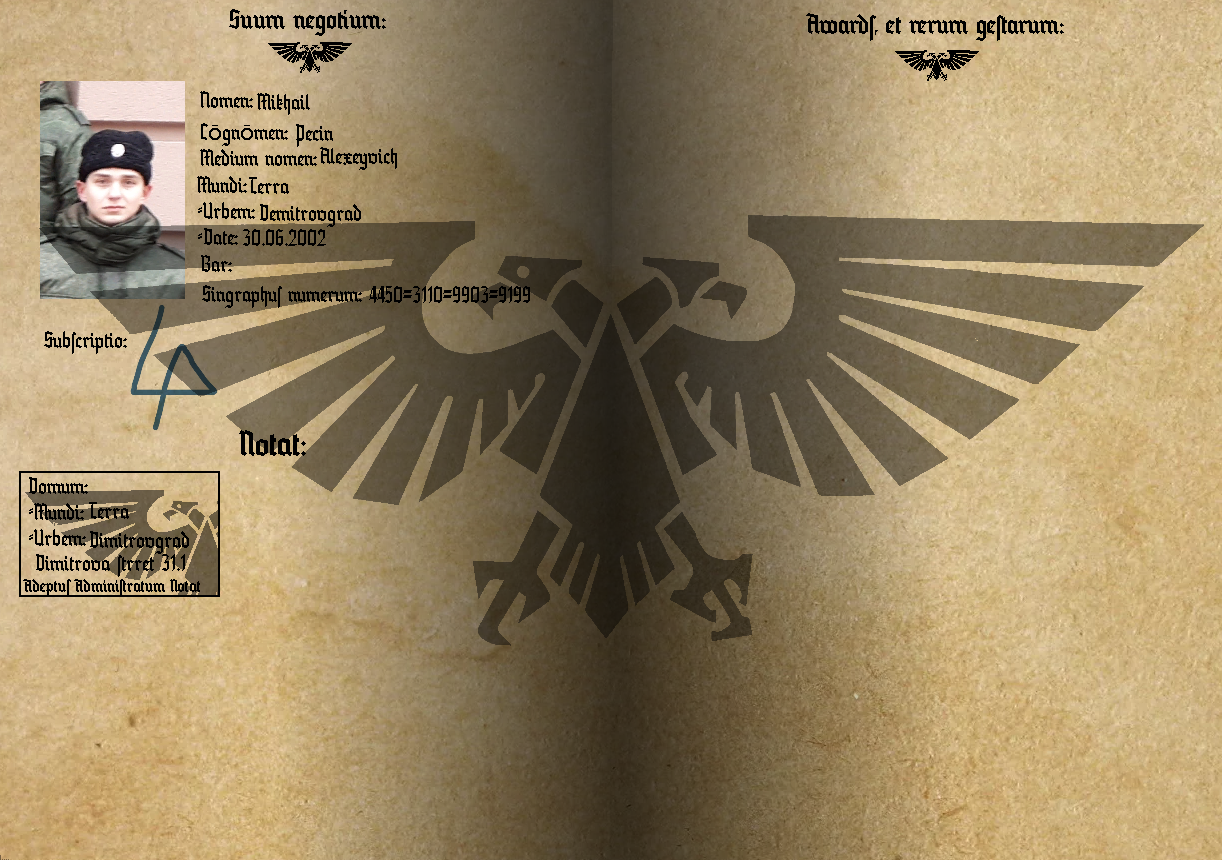 Suum negotium:
Nomen: Mikhail
Cōgnōmen: Pecin
Medium nomen: Alexeyvich
Mundi: Terra
-Urbem: Demitrovgrad
-Date: 30.06.2002
Bar:
Singraphuſ numerum: 4450=3110=9903=9199
Subſcriptio:
Notat:
Domum:
-Mundi: Terra
-Urbem: Dimitrovgrad
Dimitrova ſtrret 31.1
Adeptuſ Adminiſtratum Notat
Awardſ, et rerum geſtarum: